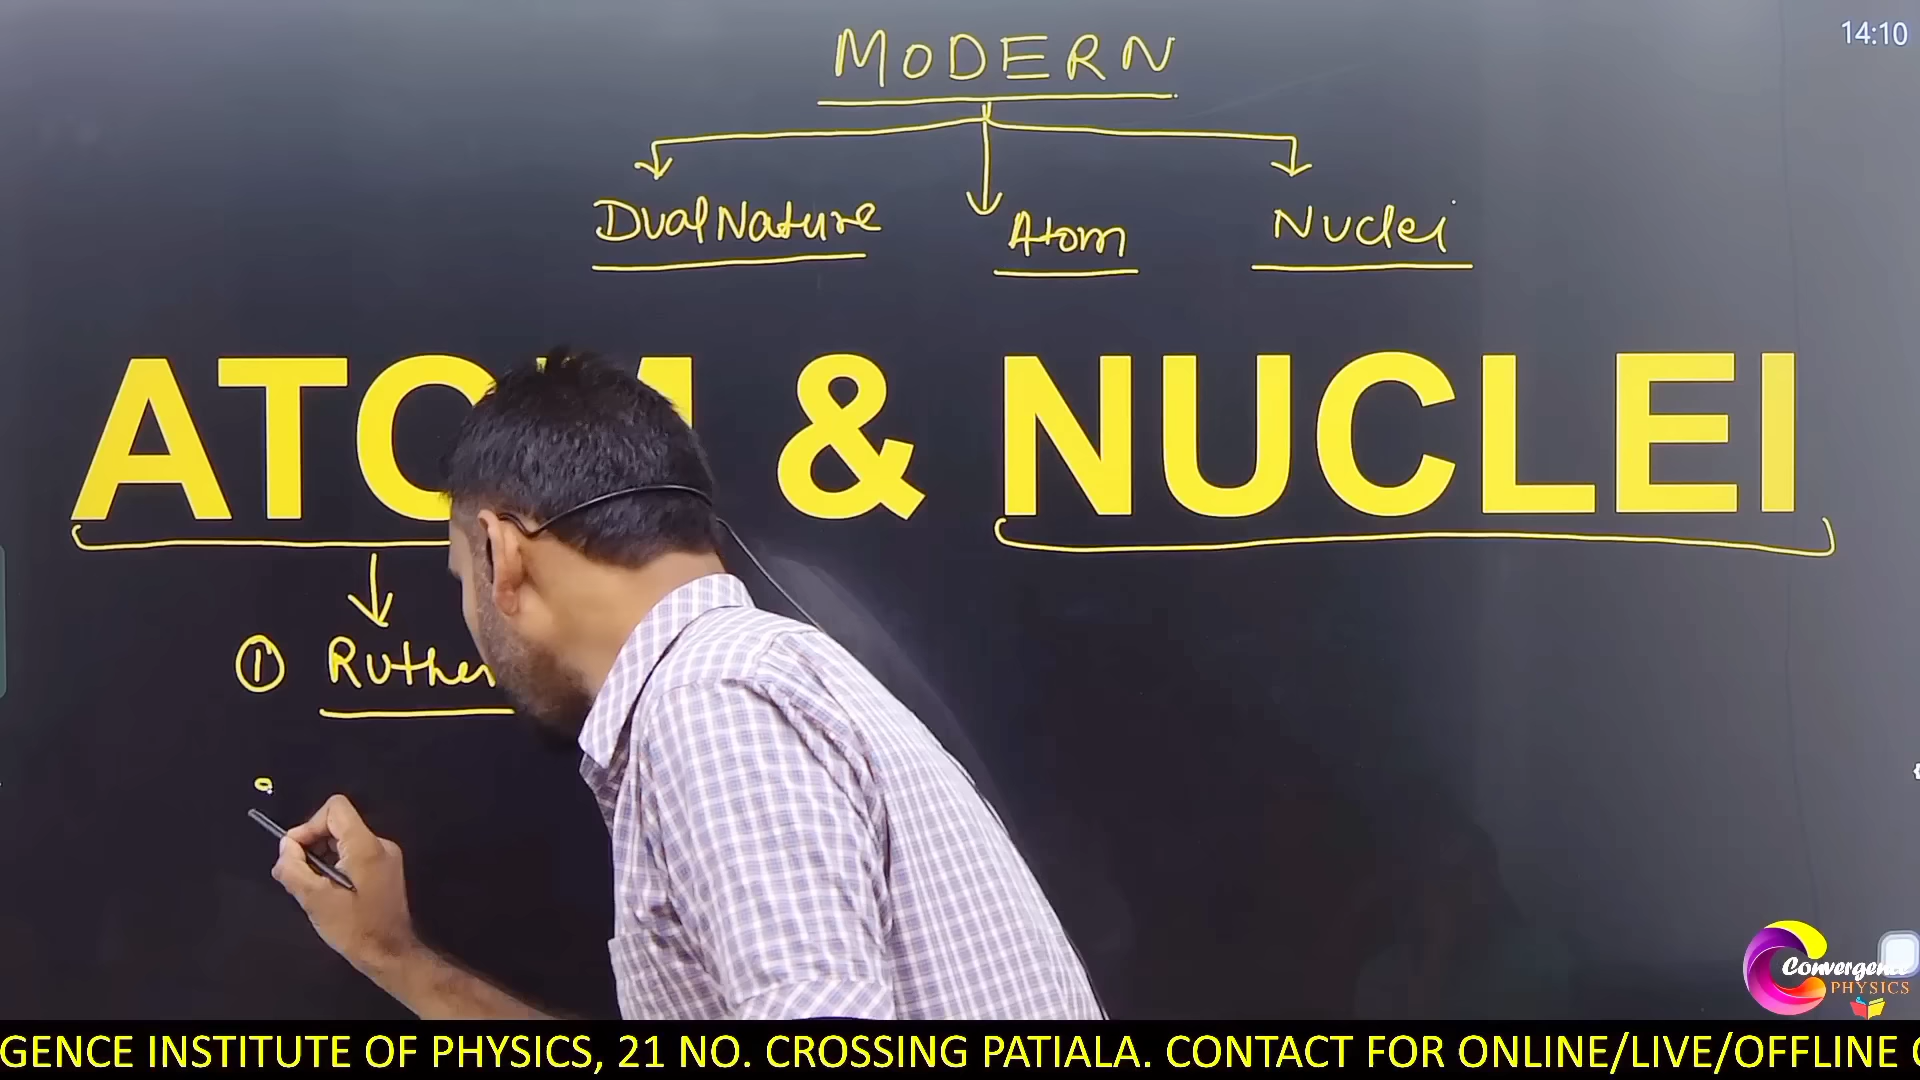 14:10
MODERN
Dual Nature Atom Nuclei
ATOM & NUCLEI
① Ruther
Convergence
PHYSICS
GENCE INSTITUTE OF PHYSICS, 21 NO. CROSSING PATIALA. CONTACT FOR ONLINE/LIVE/OFFLINE